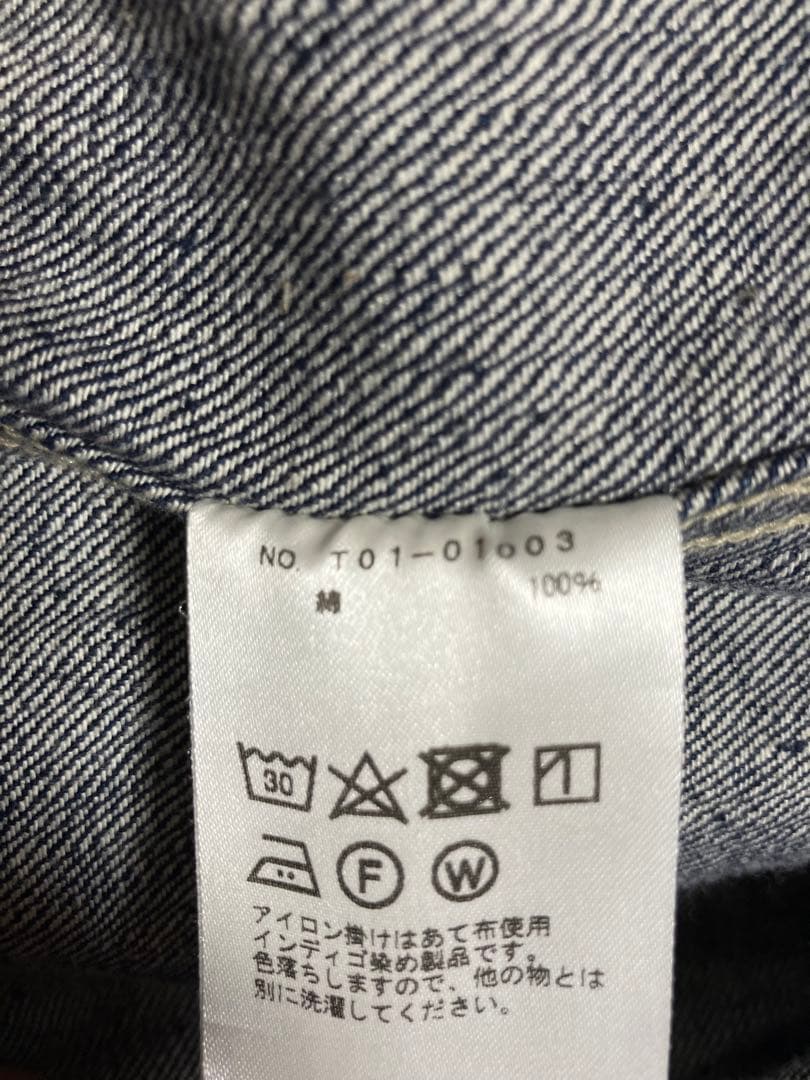 NO. T01-01003
綿 100%
30
F W
アイロン掛けはあて布使用
インディゴ染め製品です。
色落ちしますので、他の物とは
別に洗濯してください。